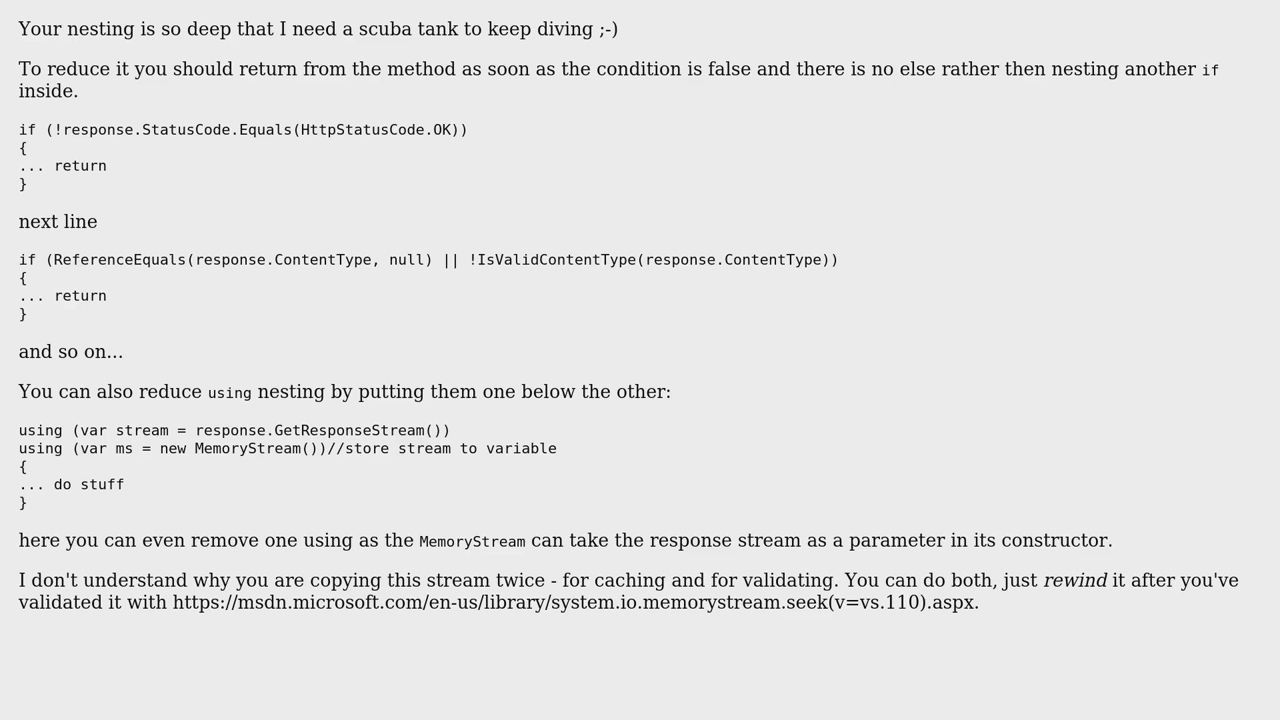 Your nesting is so deep that I need a scuba tank to keep diving ;-)
To reduce it you should return from the method as soon as the condition is false and there is no else rather then nesting another if
inside.
if (!response.StatusCode.Equals(HttpStatusCode.OK))
{
... return
}
next line
if (ReferenceEquals(response.ContentType, null) || !IsValidContentType(response.ContentType))
{
... return
}
and so on...
You can also reduce using nesting by putting them one below the other:
using (var stream = response.GetResponseStream())
using (var ms = new MemoryStream())//store stream to variable
{
... do stuff
}
here you can even remove one using as the MemoryStream can take the response stream as a parameter in its constructor.
I don't understand why you are copying this stream twice - for caching and for validating. You can do both, just rewind it after you've
validated it with https://msdn.microsoft.com/en-us/library/system.io.memorystream.seek(v=vs.110).aspx.